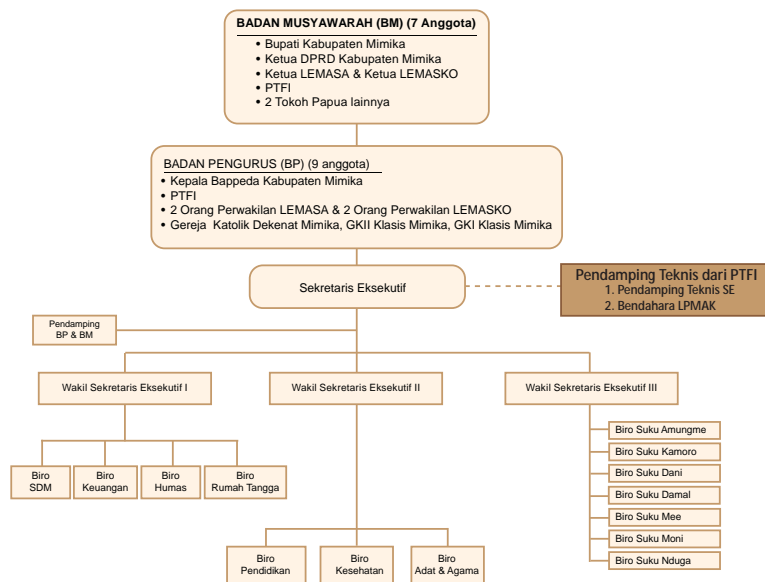 BADAN MUSYAWARAH (BM) (7 Anggota)
• Bupati Kabupaten Mimika
• Ketua DPRD Kabupaten Mimika
• Ketua LEMASA & Ketua LEMASKO
• PTFI
• 2 Tokoh Papua lainnya
BADAN PENGURUS (BP) (9 anggota)
• Kepala Bappeda Kabupaten Mimika
• PTFI
• 2 Orang Perwakilan LEMASA & 2 Orang Perwakilan LEMASKO
• Gereja Katolik Dekenat Mimika, GKII Klasis Mimika, GKI Klasis Mimika
Sekretaris Eksekutif
Pendamping Teknis dari PTFI
1. Pendamping Teknis SE
2. Bendahara LPMAK
Pendamping
BP & BM
Wakil Sekretaris Eksekutif I
Wakil Sekretaris Eksekutif II
Wakil Sekretaris Eksekutif III
Biro
SDM
Biro
Keuangan
Biro
Humas
Biro
Rumah Tangga
Biro
Pendidikan
Biro
Kesehatan
Biro
Adat & Agama
Biro Suku Amungme
Biro Suku Kamoro
Biro Suku Dani
Biro Suku Damal
Biro Suku Mee
Biro Suku Moni
Biro Suku Nduga